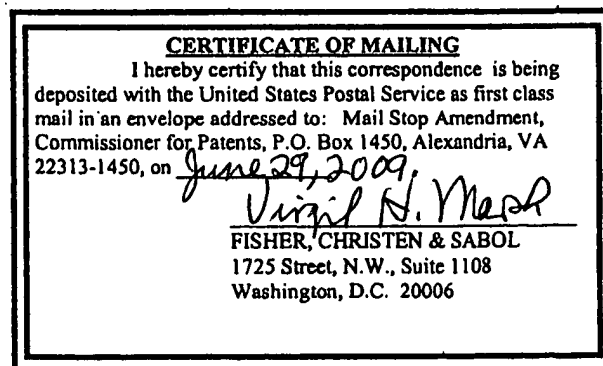 CERTIFICATE OF MAILING
I hereby certify that this correspondence is being
deposited with the United States Postal Service as first class
mail in an envelope addressed to: Mail Stop Amendment,
Commissioner for Patents, P.O. Box 1450, Alexandria, VA
22313-1450, on June 29, 2009.
Virgil H. Marsh
FISHER, CHRISTEN & SABOL
1725 Street, N.W., Suite 1108
Washington, D.C. 20006